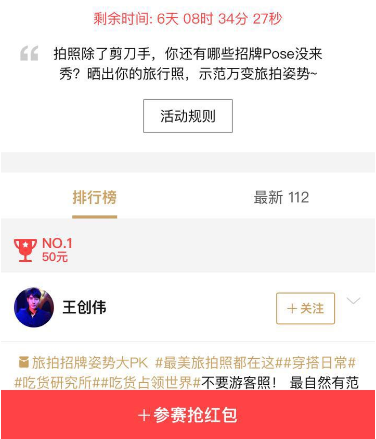 剩余时间: 6天 08时 34分 27秒
拍照除了剪刀手，你还有哪些招牌Pose没来
秀？晒出你的旅行照，示范万变旅拍姿势~
活动规则
排行榜
最新 112
NO.1
50元
王创伟
+ 关注
旅拍招牌姿势大PK #最美旅拍照都在这##穿搭日常#
#吃货研究所##吃货占领世界#不要游客照！ 最自然有范
+参赛抢红包